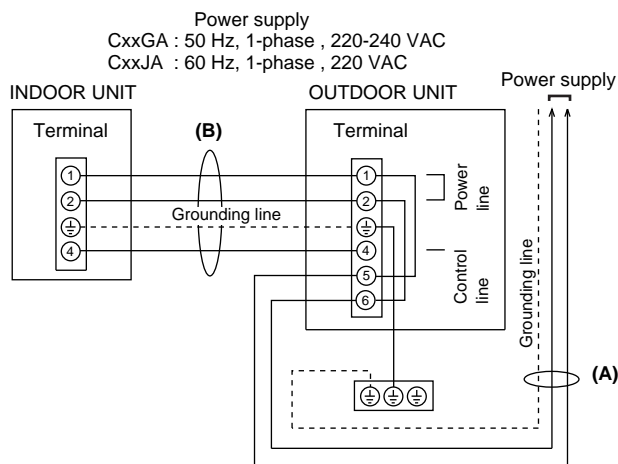 Power supply
CxxGA : 50 Hz, 1-phase , 220-240 VAC
CxxJA : 60 Hz, 1-phase , 220 VAC
Power supply
INDOOR UNIT
OUTDOOR UNIT
Terminal
(B)
Terminal
1
1
2
2
Grounding line
4
4
5
6
Power
line
Control
line
Grounding line
(A)